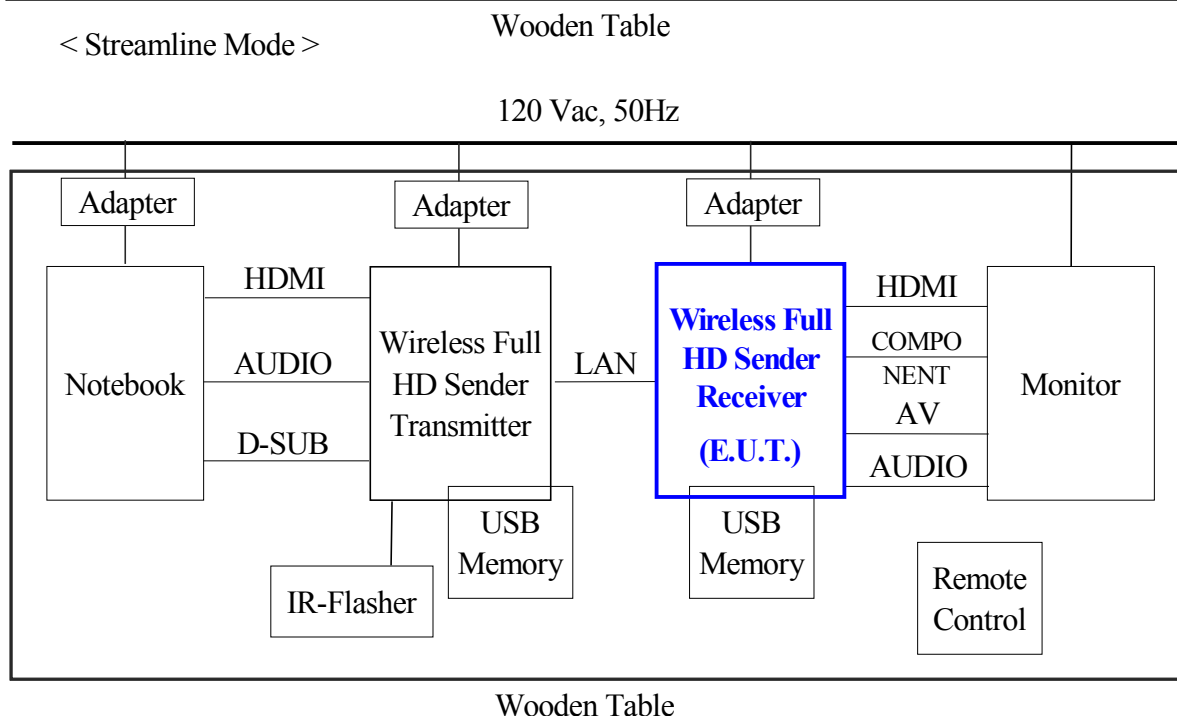 Wooden Table
< Streamline Mode >
120 Vac, 50Hz
Adapter
Adapter
Adapter
Notebook
HDMI
AUDIO
D-SUB
Wireless Full
HD Sender
Transmitter
LAN
Wireless Full
HD Sender
Receiver
(E.U.T.)
HDMI
COMPO
NENT
AV
AUDIO
Monitor
USB
Memory
IR-Flasher
USB
Memory
Remote
Control
Wooden Table